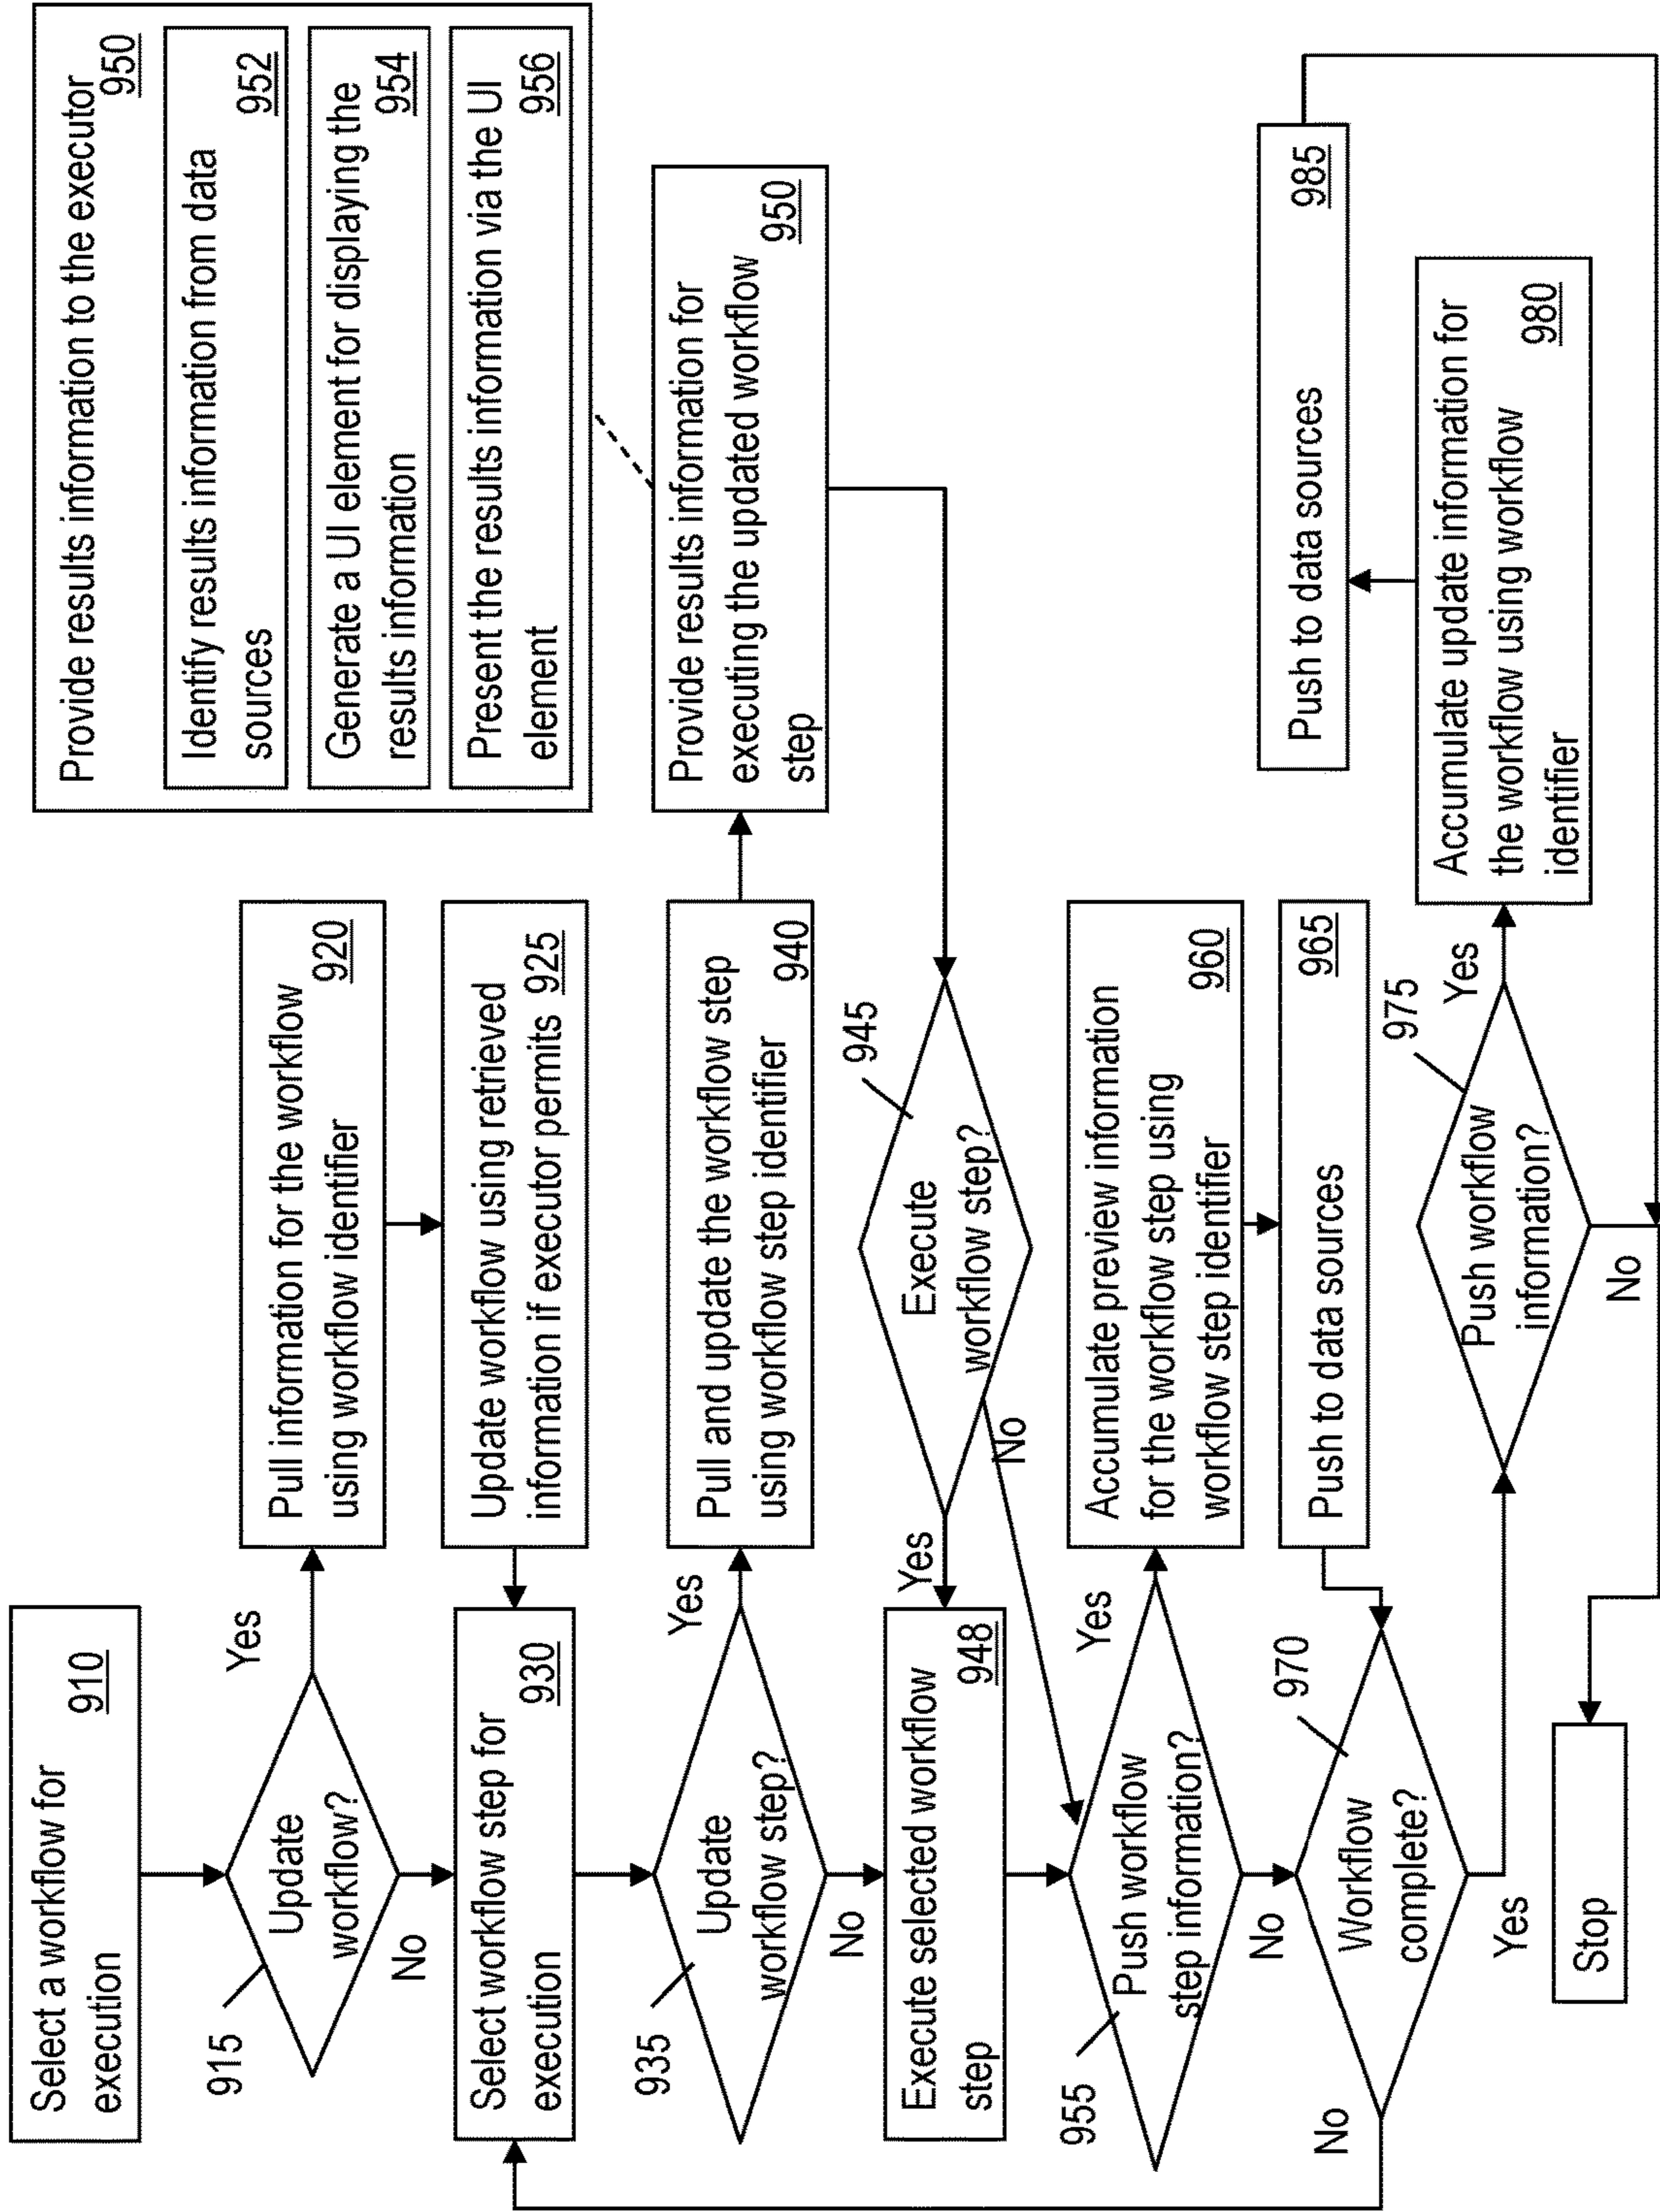 Select a workflow for
execution
910
Update
workflow?
915
Yes
No
Pull information for the workflow
using workflow identifier
920
Update workflow using retrieved
information if executor permits
925
Select workflow step for
execution
930
Update
workflow step?
935
Yes
No
Pull and update the workflow step
using workflow step identifier
940
Provide results information for
executing the updated workflow
step
950
Provide results information to the executor
950
Identify results information from data
sources
952
Generate a UI element for displaying the
results information
954
Present the results information via the UI
element
956
Execute
workflow step?
945
Yes
No
Execute selected workflow
step
948
Push workflow
step information?
955
Yes
No
Accumulate preview information
for the workflow step using
workflow step identifier
960
Push to data sources
965
Workflow
complete?
970
No
Yes
Push workflow
information?
975
Yes
No
Accumulate update information for
the workflow using workflow
identifier
980
Push to data sources
985
Stop